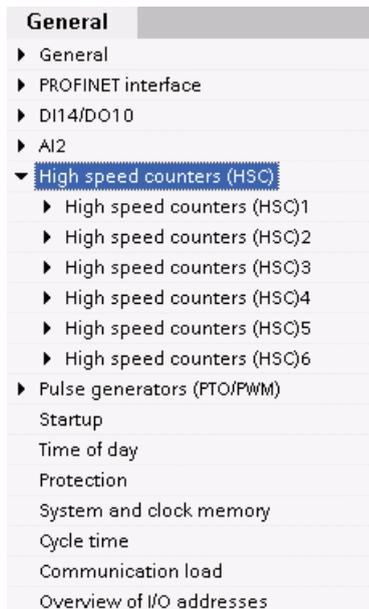 General
General
PROFINET interface
DI14/DO10
AI2
High speed counters (HSC)
High speed counters (HSC)1
High speed counters (HSC)2
High speed counters (HSC)3
High speed counters (HSC)4
High speed counters (HSC)5
High speed counters (HSC)6
Pulse generators (PTO/PWM)
Startup
Time of day
Protection
System and clock memory
Cycle time
Communication load
Overview of I/O addresses